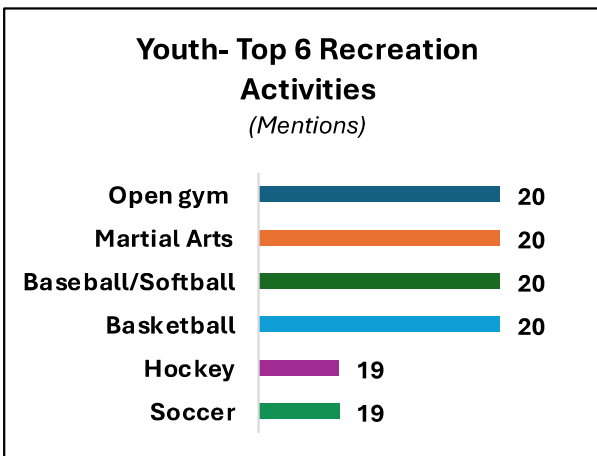 Youth- Top 6 Recreation
Activities
(Mentions)
Open gym 20
Martial Arts 20
Baseball/Softball 20
Basketball 20
Hockey 19
Soccer 19